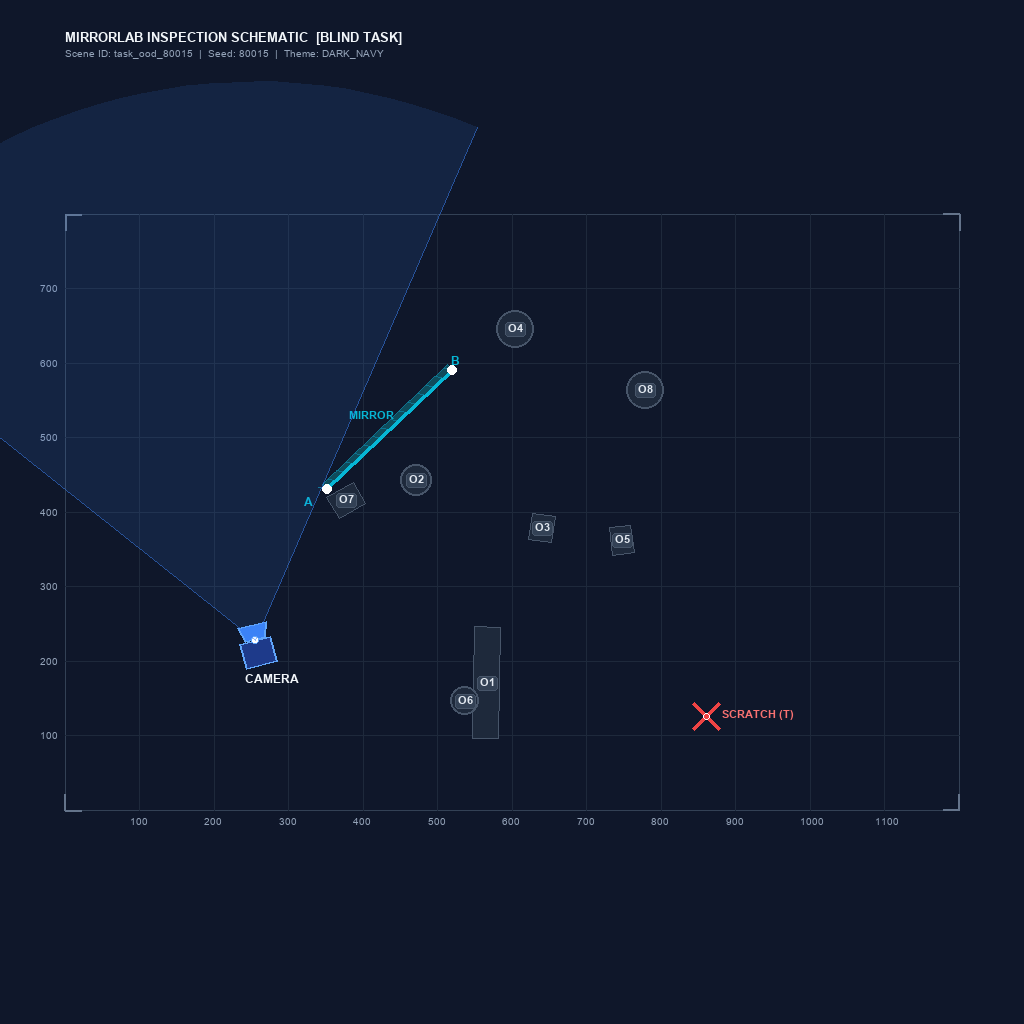 MIRRORLAB INSPECTION SCHEMATIC [BLIND TASK]
Scene ID: task_ood_80015 | Seed: 80015 | Theme: DARK_NAVY
700
600
500
400
300
200
100
B
O4
O8
MIRROR
A
O7
O2
O3
O5
CAMERA
O1
O6
SCRATCH (T)
100 200 300 400 500 600 700 800 900 1000 1100